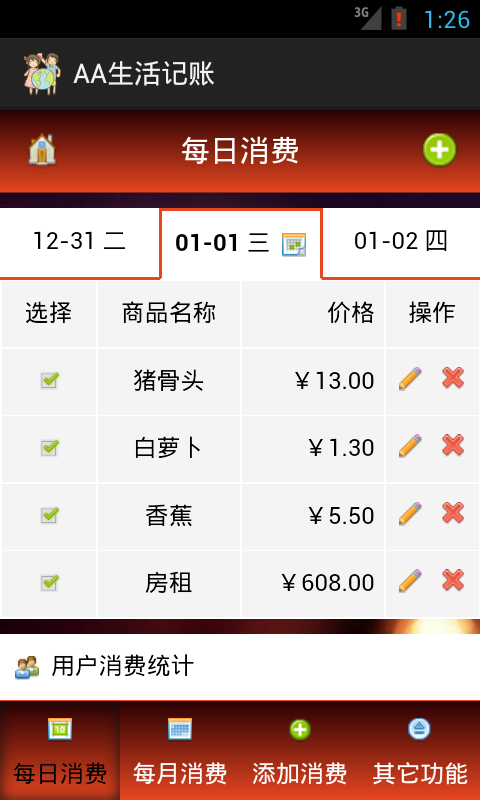 3G 1:26
AA生活记账
每日消费
12-31 二 01-01 三 01-02 四
选择 商品名称 价格 操作
猪骨头 ￥13.00
白萝卜 ￥1.30
香蕉 ￥5.50
房租 ￥608.00
用户消费统计
10
每日消费 每月消费 添加消费 其它功能